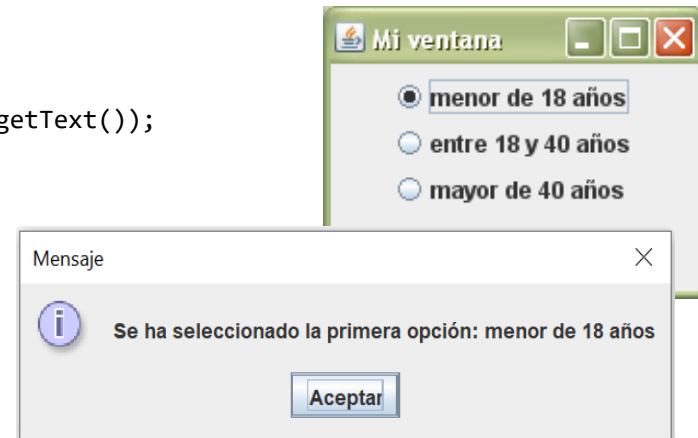 Mi ventana
getText());
menor de 18 años
entre 18 y 40 años
mayor de 40 años
Mensaje
Se ha seleccionado la primera opción: menor de 18 años
Aceptar